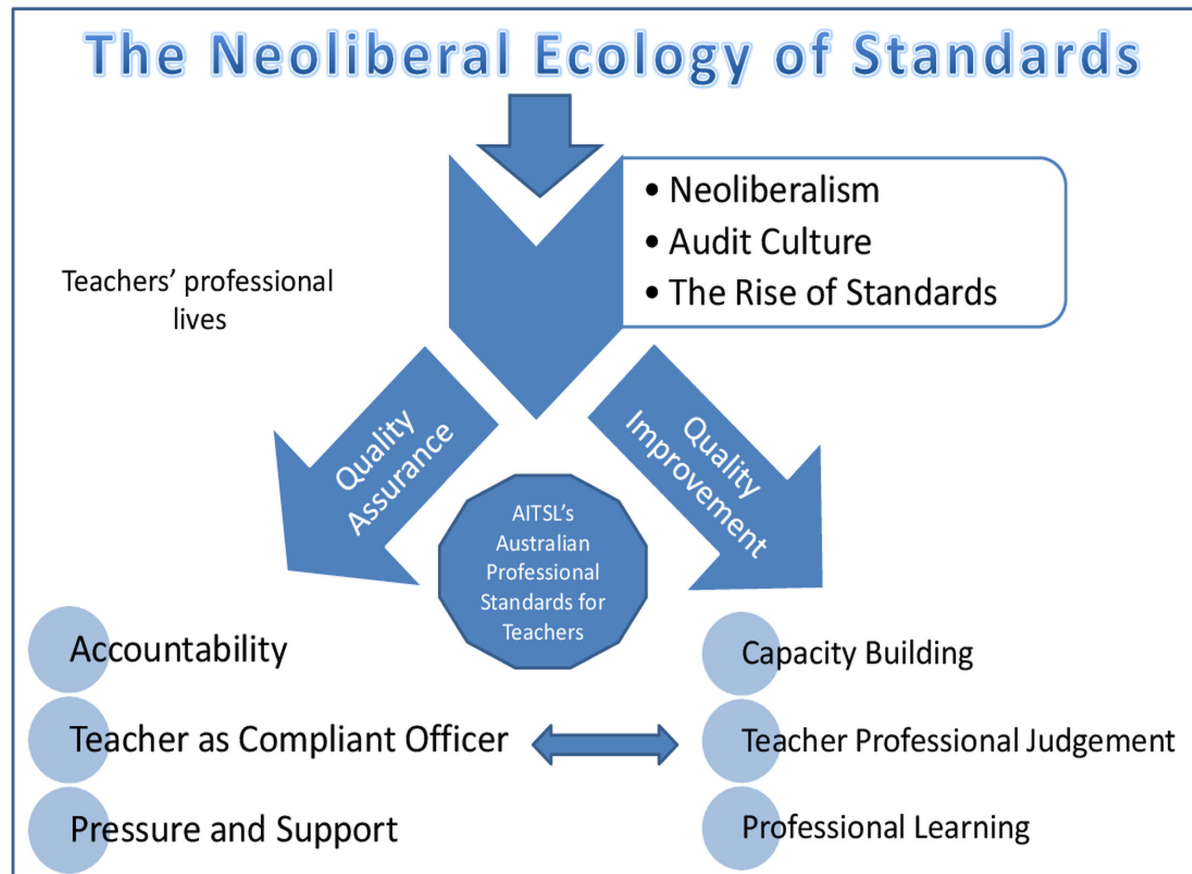 The Neoliberal Ecology of Standards
• Neoliberalism
• Audit Culture
• The Rise of Standards
Teachers’ professional
lives
Quality
Assurance
Quality
Improvement
AITSL’s
Australian
Professional
Standards for
Teachers
Accountability
Teacher as Compliant Officer
Pressure and Support
Capacity Building
Teacher Professional Judgement
Professional Learning